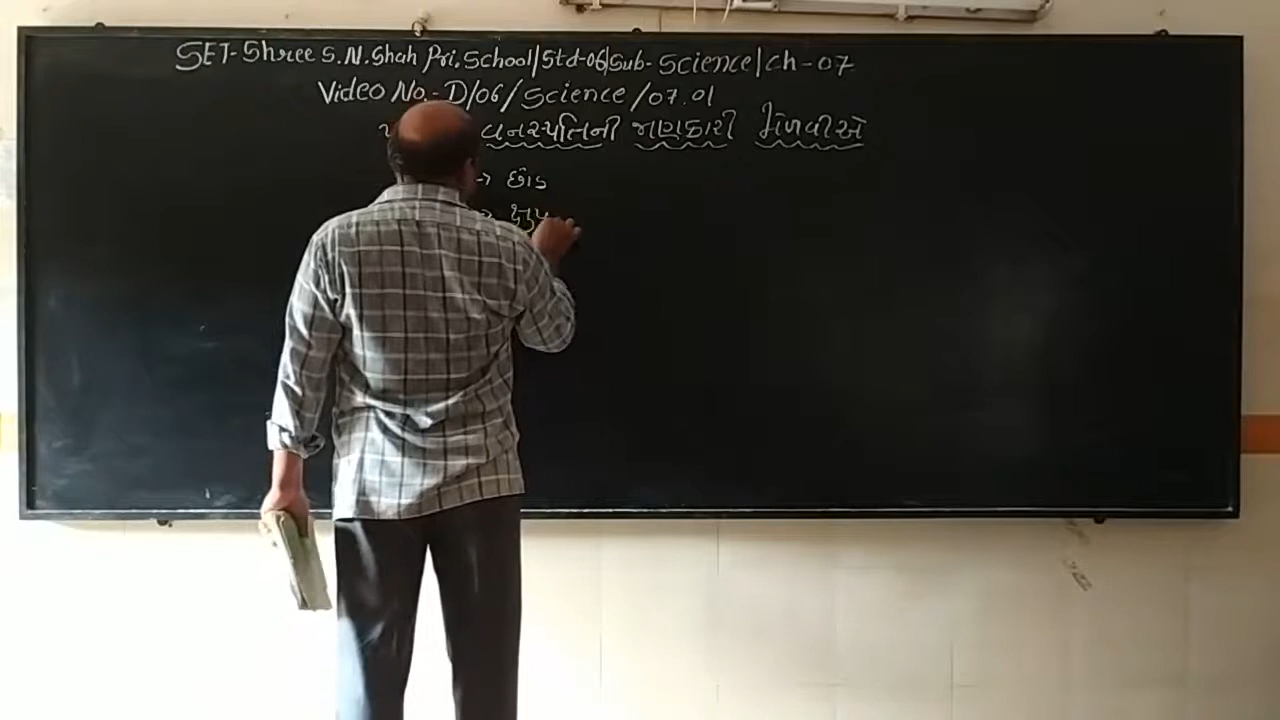 SET-Shree S.N.Shah Pri.School/Std-06/Sub-Science/Ch-07
Video No.-D/06/Science/07.01
વનસ્પતિની જાણકારી મેળવીએ
→ છોડ
→ ક્ષુપ